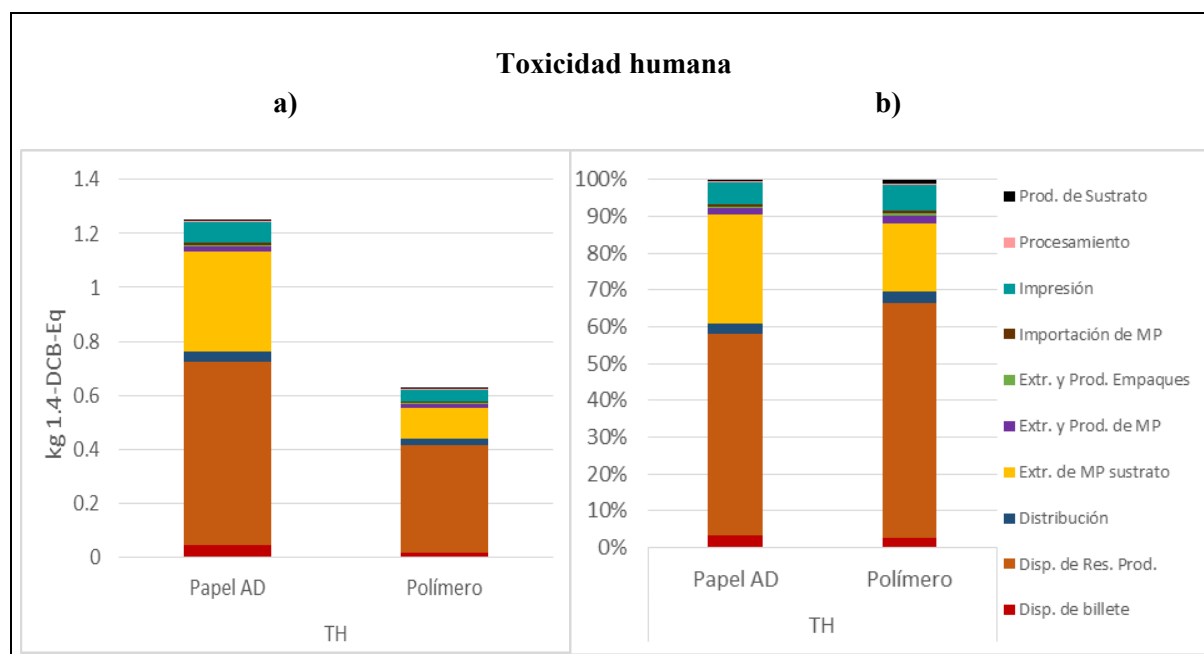 Toxicidad humana
a)
b)
kg 1.4-DCB-Eq
1.4
1.2
1
0.8
0.6
0.4
0.2
0
Papel AD
Polímero
TH
100%
90%
80%
70%
60%
50%
40%
30%
20%
10%
0%
Papel AD
Polímero
TH
Prod. de Sustrato
Procesamiento
Impresión
Importación de MP
Extr. y Prod. Empaques
Extr. y Prod. de MP
Extr. de MP sustrato
Distribución
Disp. de Res. Prod.
Disp. de billete